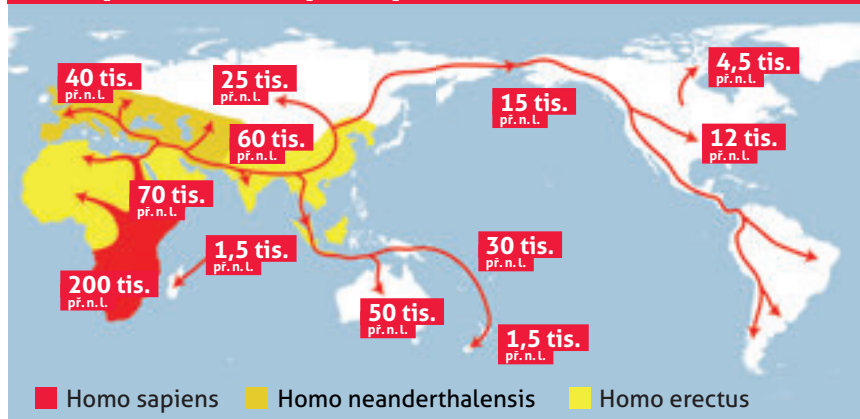 40 tis.
př. n. l.
25 tis.
př. n. l.
4,5 tis.
př. n. l.
15 tis.
př. n. l.
60 tis.
př. n. l.
12 tis.
př. n. l.
70 tis.
př. n. l.
1,5 tis.
př. n. l.
30 tis.
př. n. l.
200 tis.
př. n. l.
50 tis.
př. n. l.
1,5 tis.
př. n. l.
Homo sapiens Homo neanderthalensis Homo erectus